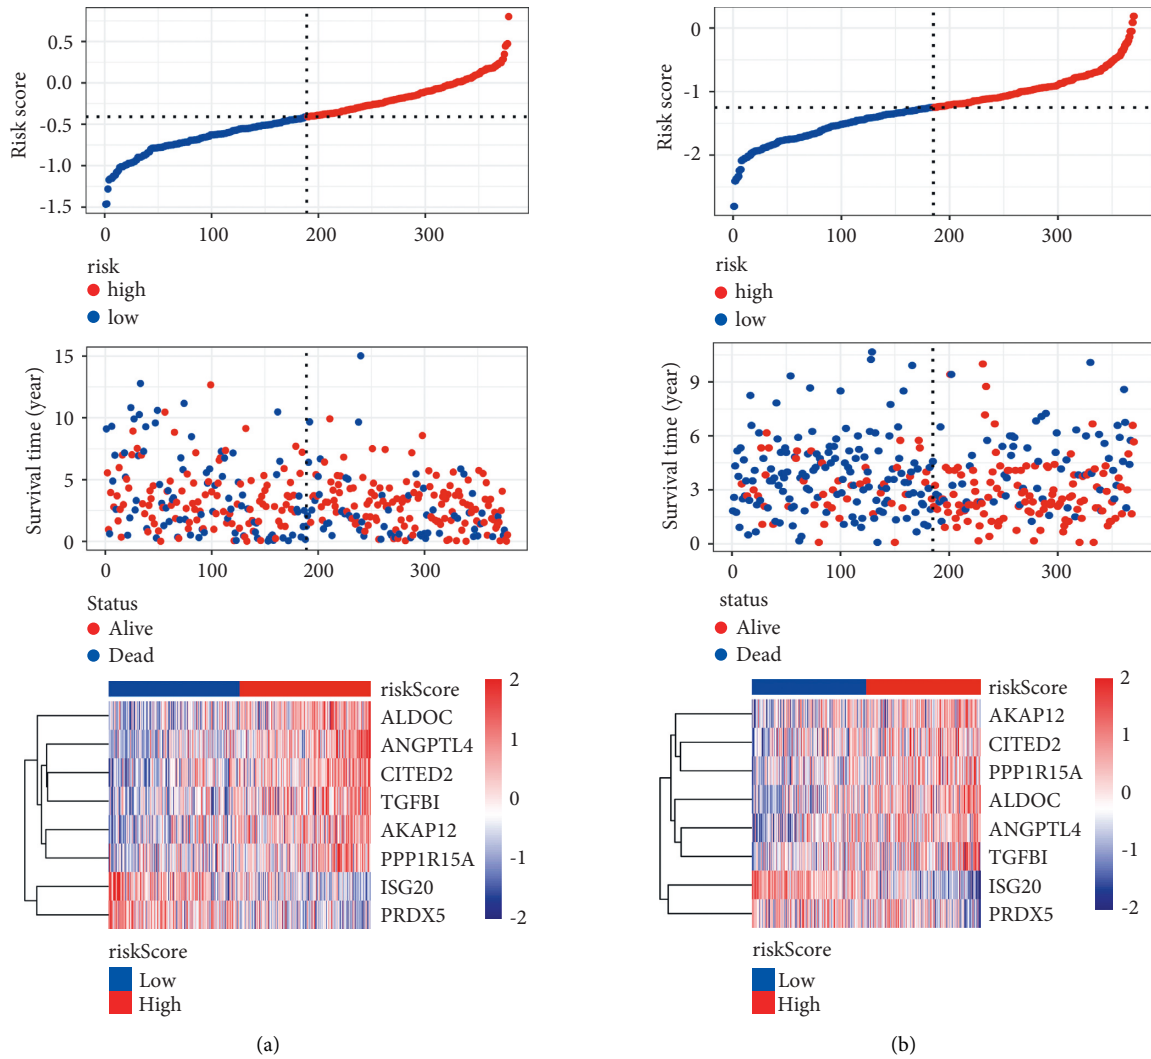 Risk score
0.5
0.0
-0.5
-1.0
-1.5
0 100 200 300
risk
high
low
Survival time (year)
15
10
5
0
0 100 200 300
Status
Alive
Dead
riskScore
ALDOC
ANGPTL4
CITED2
TGFBI
AKAP12
PPP1R15A
ISG20
PRDX5
2
1
0
-1
-2
riskScore
Low
High
(a)
Risk score
0
-1
-2
0 100 200 300
risk
high
low
Survival time (year)
9
6
3
0
0 100 200 300
status
Alive
Dead
riskScore
AKAP12
CITED2
PPP1R15A
ALDOC
ANGPTL4
TGFBI
ISG20
PRDX5
2
1
0
-1
-2
riskScore
Low
High
(b)